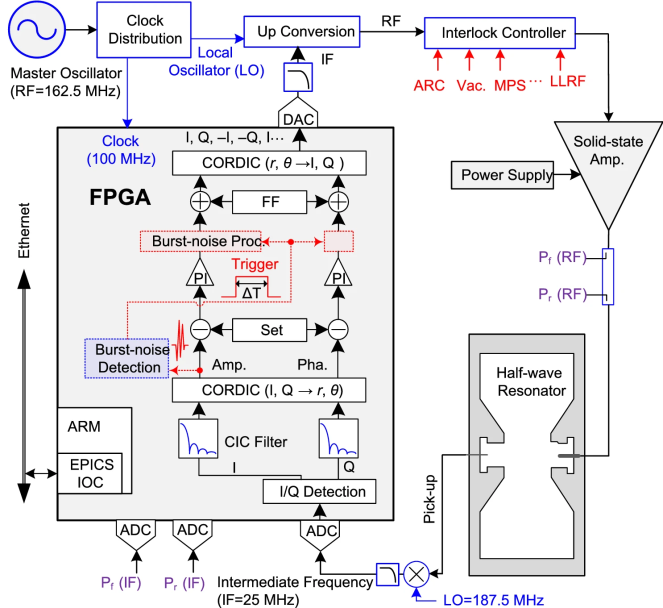 Clock
Distribution
Up Conversion
RF
Interlock Controller
Local
Oscillator (LO)
IF
Master Oscillator
(RF=162.5 MHz)
ARC
Vac.
MPS
...
LLRF
DAC
Clock
(100 MHz)
I, Q, –I, –Q, I···
CORDIC (r, θ→I, Q )
FPGA
FF
Solid-state
Amp.
Power Supply
Ethernet
Burst-noise Proc.
Trigger
PI
ΔT
PI
Pf (RF)
Pr (RF)
Set
Burst-noise
Detection
Amp.
Pha.
CORDIC (I, Q → r, θ)
Half-wave
Resonator
ARM
CIC Filter
EPICS
IOC
I
Q
I/Q Detection
Pick-up
ADC
ADC
ADC
Pf (IF)
Pr (IF)
Intermediate Frequency
(IF=25 MHz)
LO=187.5 MHz